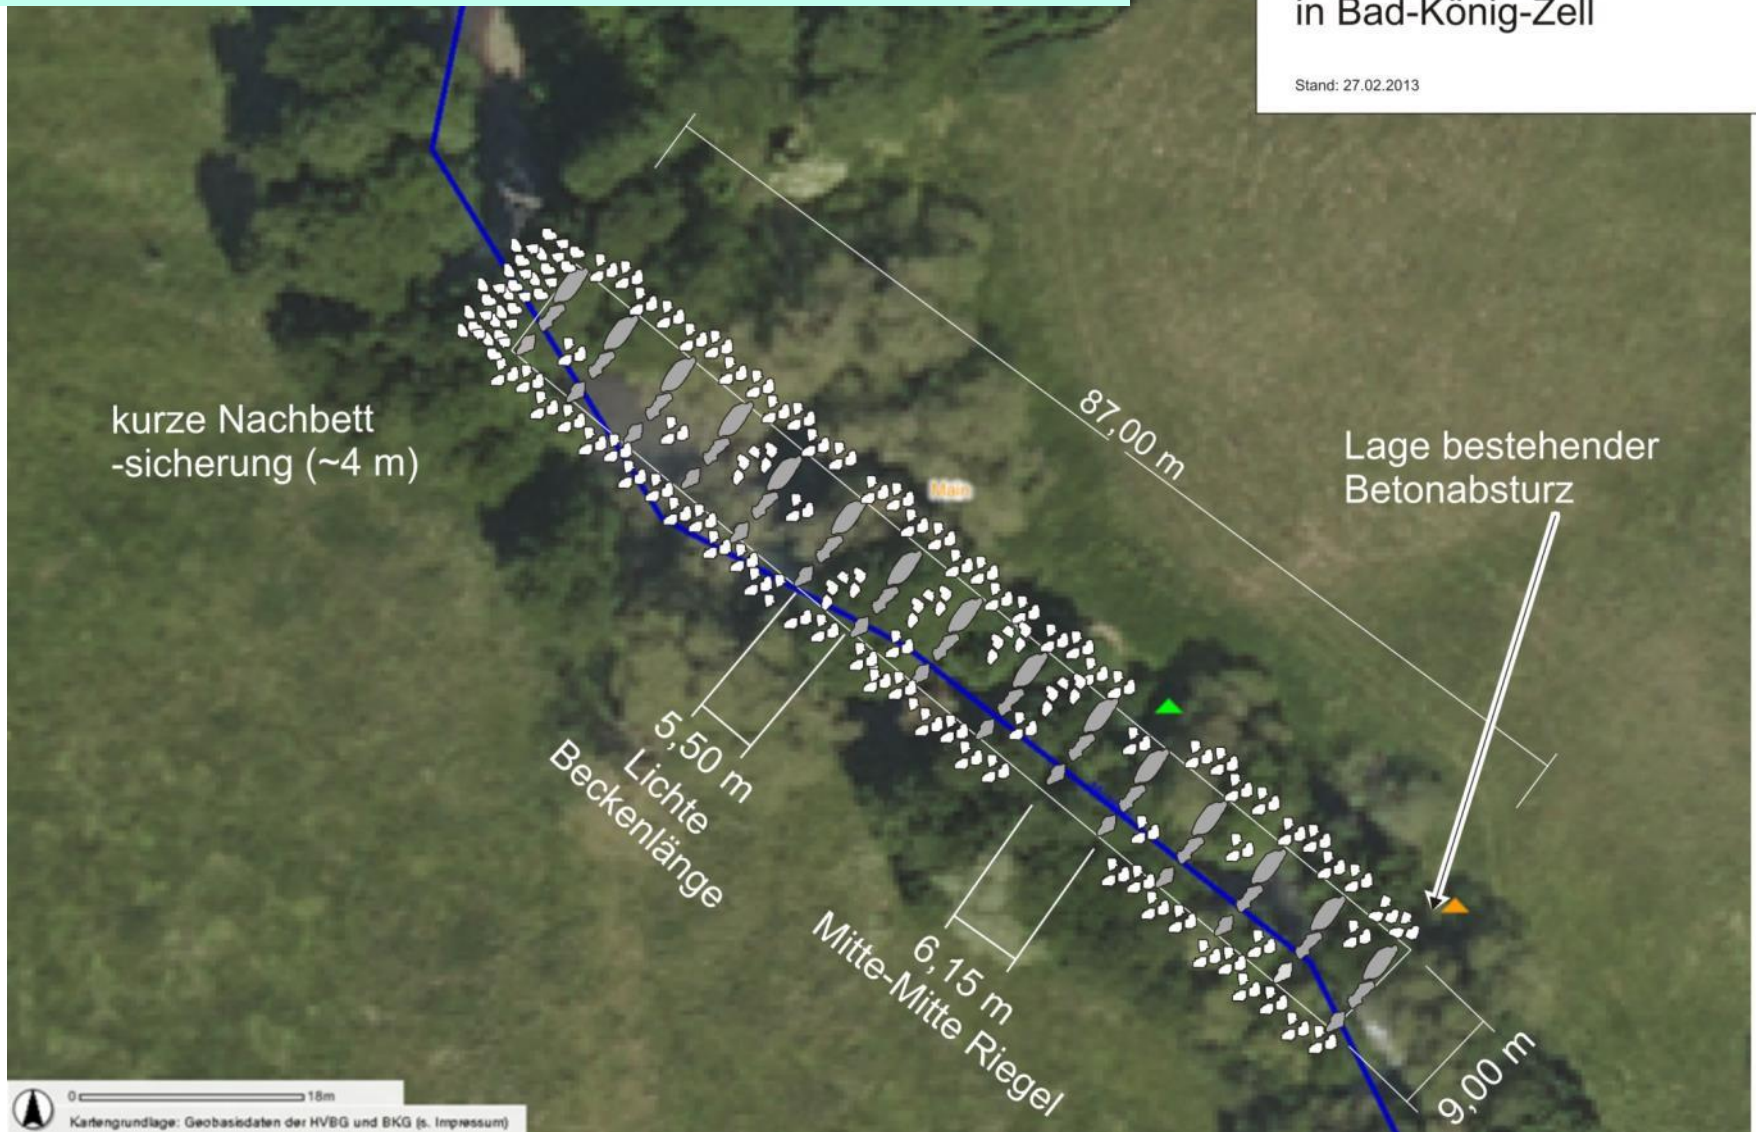 in Bad-König-Zell
Stand: 27.02.2013
87,00 m
kurze Nachbett
-sicherung (~4 m)
Lage bestehender
Betonabsturz
Main
5,50 m
Lichte
Beckenlänge
6,15 m
Mitte-Mitte Riegel
9,00 m
0
18m
Kartengrundlage: Geobasisdaten der HVBG und BKG (s. Impressum)